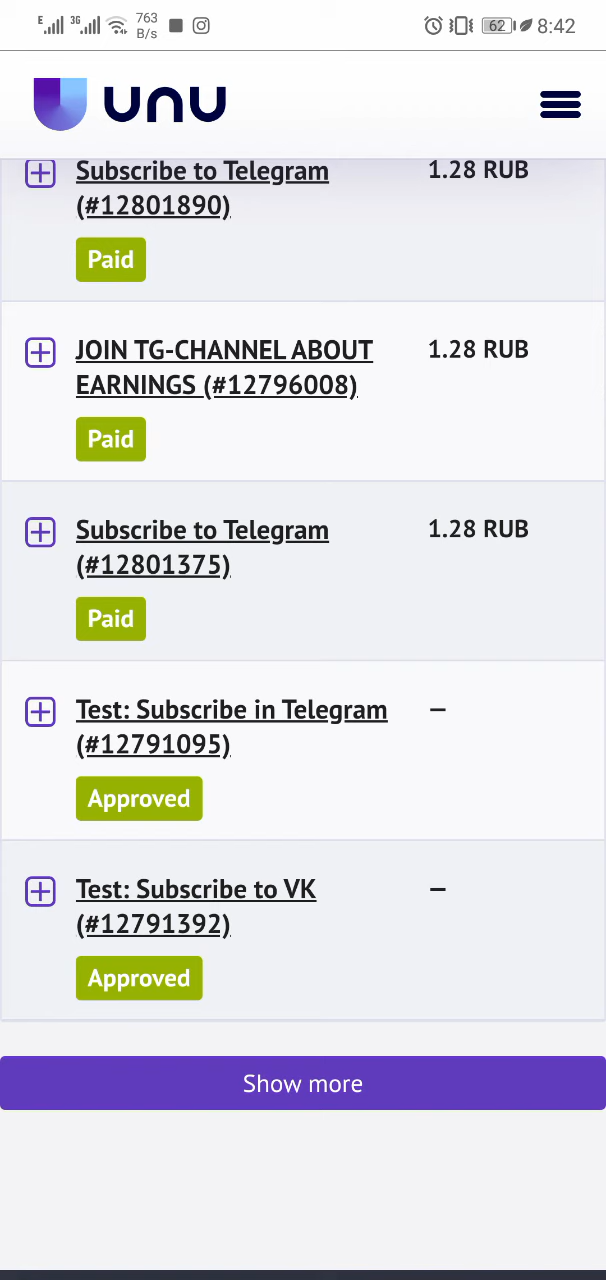 E 3G 763 B/s 62 8:42
unu
Subscribe to Telegram 1.28 RUB
(#12801890)
Paid
JOIN TG-CHANNEL ABOUT 1.28 RUB
EARNINGS (#12796008)
Paid
Subscribe to Telegram 1.28 RUB
(#12801375)
Paid
Test: Subscribe in Telegram –
(#12791095)
Approved
Test: Subscribe to VK –
(#12791392)
Approved
Show more